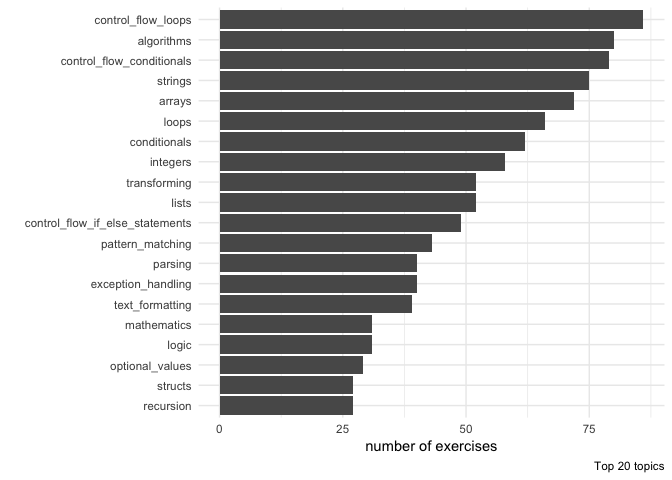 control_flow_loops
algorithms
control_flow_conditionals
strings
arrays
loops
conditionals
integers
transforming
lists
control_flow_if_else_statements
pattern_matching
parsing
exception_handling
text_formatting
mathematics
logic
optional_values
structs
recursion
0 25 50 75
number of exercises
Top 20 topics